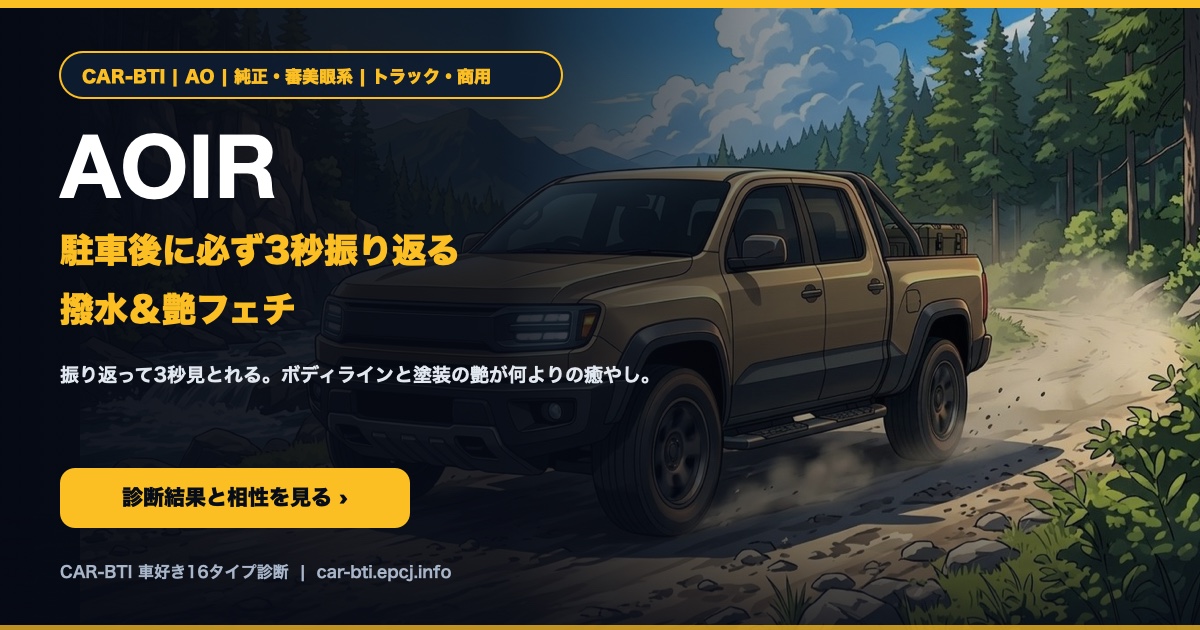 CAR-BTI | AO | 純正・審美眼系 | トラック・商用
AOIR
駐車後に必ず3秒振り返る
撥水＆艶フェチ
振り返って3秒見とれる。ボディラインと塗装の艶が何よりの癒やし。
診断結果と相性を見る ›
CAR-BTI 車好き16タイプ診断 | car-bti.epcj.info